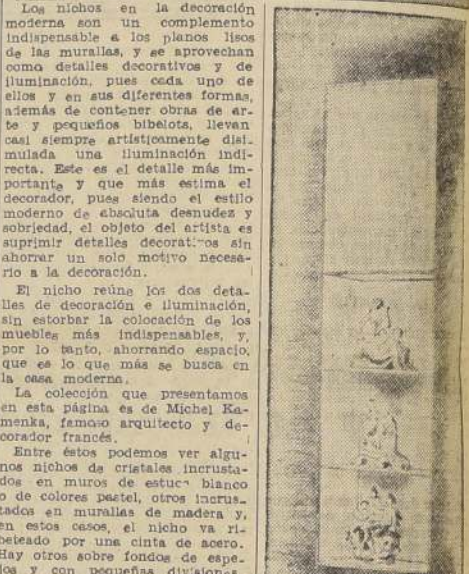 Los nichos en la decoración
moderna son un complemento
indispensable a los planos lisos
de las murallas, y se aprovechan
como detalles decorativos y de
iluminación, pues cada uno de
ellos y en sus diferentes formas,
además de contener obras de ar-
te y pequeños bibelots, llevan
casi siempre artísticamente disi-
mulada una iluminación indi-
recta. Este es el detalle más im-
portante y que más estima el
decorador, pues siendo el estilo
moderno de absoluta desnudez y
sobriedad, el objeto del artista es
suprimir detalles decorativos sin
ahorrar un solo motivo necesa-
rio a la decoración.
El nicho reúne los dos deta-
lles de decoración e iluminación,
sin estorbar la colocación de los
muebles más indispensables, y,
por lo tanto, ahorrando espacio,
que es lo que más se busca en
la casa moderna.
La colección que presentamos
en esta página es de Michel Ka-
menka, famoso arquitecto y de-
corador francés.
Entre éstos podemos ver algu-
nos nichos de cristales incrusta-
dos en muros de estuco blanco
o de colores pastel, otros incrus-
tados en murallas de madera y,
en estos casos, el nicho va ri-
beteado por una cinta de acero.
Hay otros sobre fondos de espe-
jos y con pequeñas divisiones